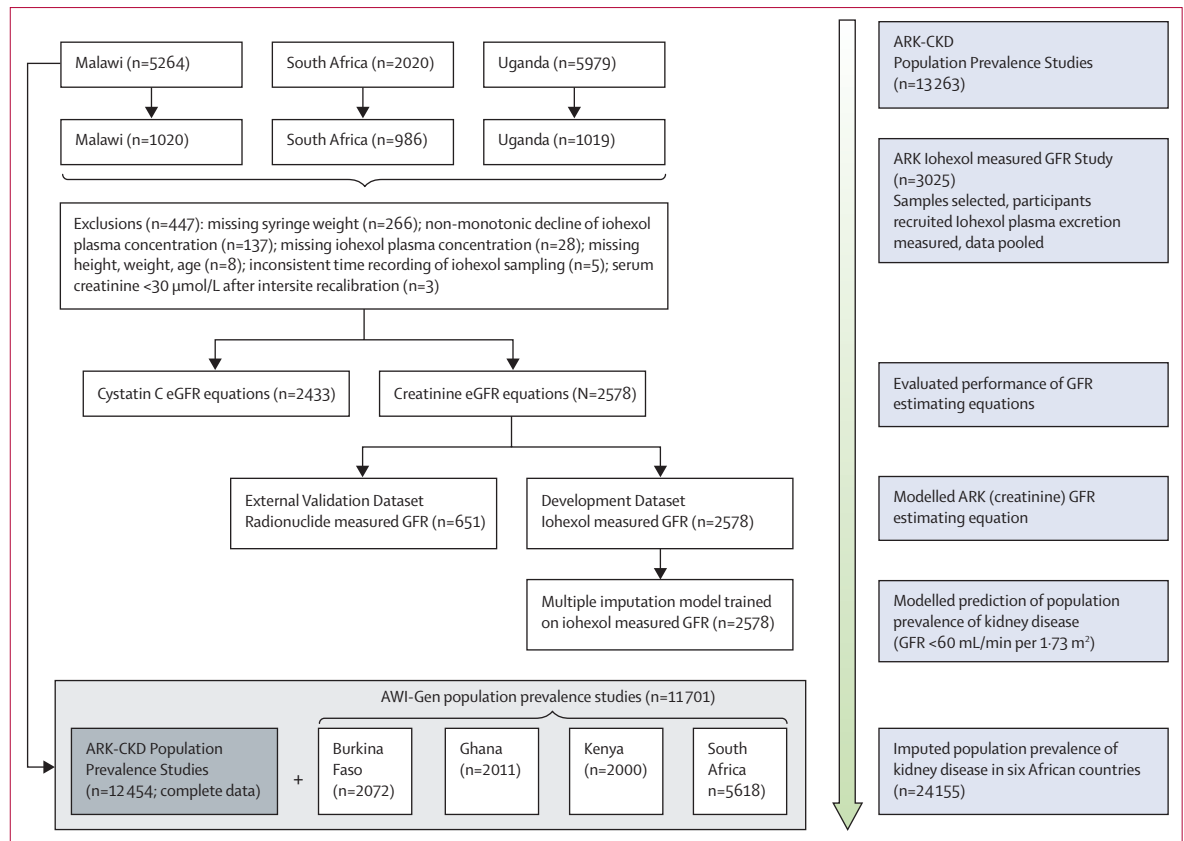 Malawi (n=5264)
South Africa (n=2020)
Uganda (n=5979)
ARK-CKD
Population Prevalence Studies
(n=13 263)
Malawi (n=1020)
South Africa (n=986)
Uganda (n=1019)
ARK Iohexol measured GFR Study
(n=3025)
Samples selected, participants
recruited Iohexol plasma excretion
measured, data pooled
Exclusions (n=447): missing syringe weight (n=266); non-monotonic decline of iohexol
plasma concentration (n=137); missing iohexol plasma concentration (n=28); missing
height, weight, age (n=8); inconsistent time recording of iohexol sampling (n=5); serum
creatinine <30 μmol/L after intersite recalibration (n=3)
Cystatin C eGFR equations (n=2433)
Creatinine eGFR equations (N=2578)
Evaluated performance of GFR
estimating equations
External Validation Dataset
Radionuclide measured GFR (n=651)
Development Dataset
Iohexol measured GFR (n=2578)
Modelled ARK (creatinine) GFR
estimating equation
Multiple imputation model trained
on iohexol measured GFR (n=2578)
Modelled prediction of population
prevalence of kidney disease
(GFR <60 mL/min per 1·73 m²)
AWI-Gen population prevalence studies (n=11 701)
ARK-CKD Population
Prevalence Studies
(n=12 454; complete data)
+
Burkina
Faso
(n=2072)
Ghana
(n=2011)
Kenya
(n=2000)
South
Africa
n=5618)
Imputed population prevalence of
kidney disease in six African countries
(n=24 155)